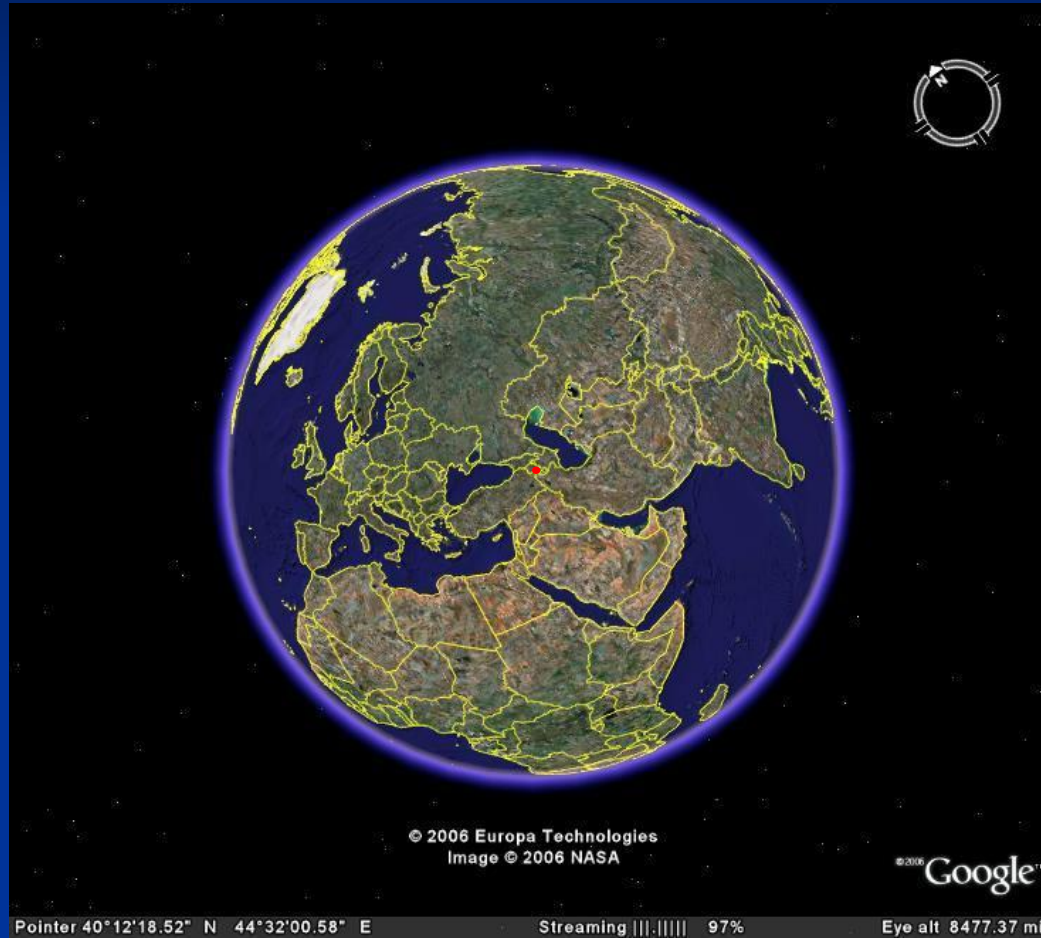 N
© 2006 Europa Technologies
Image © 2006 NASA
©2006 Google™
Pointer 40°12'18.52" N 44°32'00.58" E Streaming |||.||||| 97% Eye alt 8477.37 mi